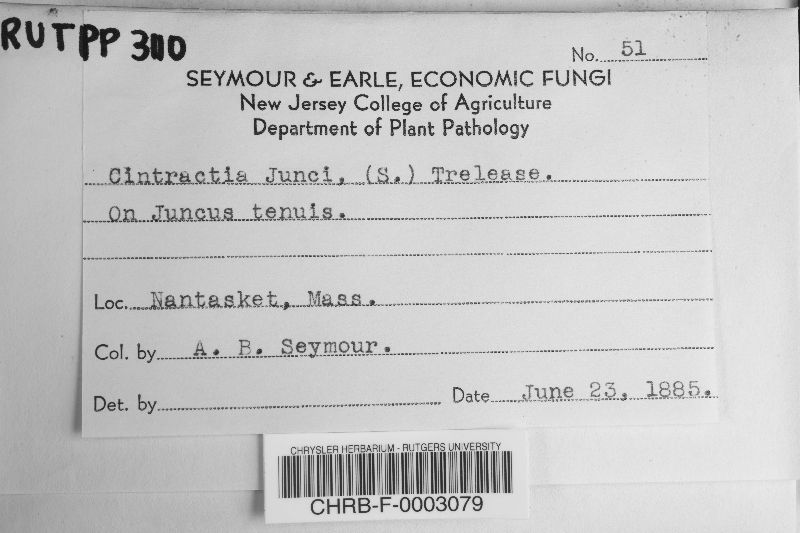 RUTPP 3110
No. 51
SEYMOUR & EARLE, ECONOMIC FUNGI
New Jersey College of Agriculture
Department of Plant Pathology
Cintractia Junci, (S.) Trelease.
On Juncus tenuis.
Loc. Nantasket, Mass.
Col. by A. B. Seymour.
Det. by Date June 23, 1885.
CHRYSLER HERBARIUM - RUTGERS UNIVERSITY
CHRB-F-0003079